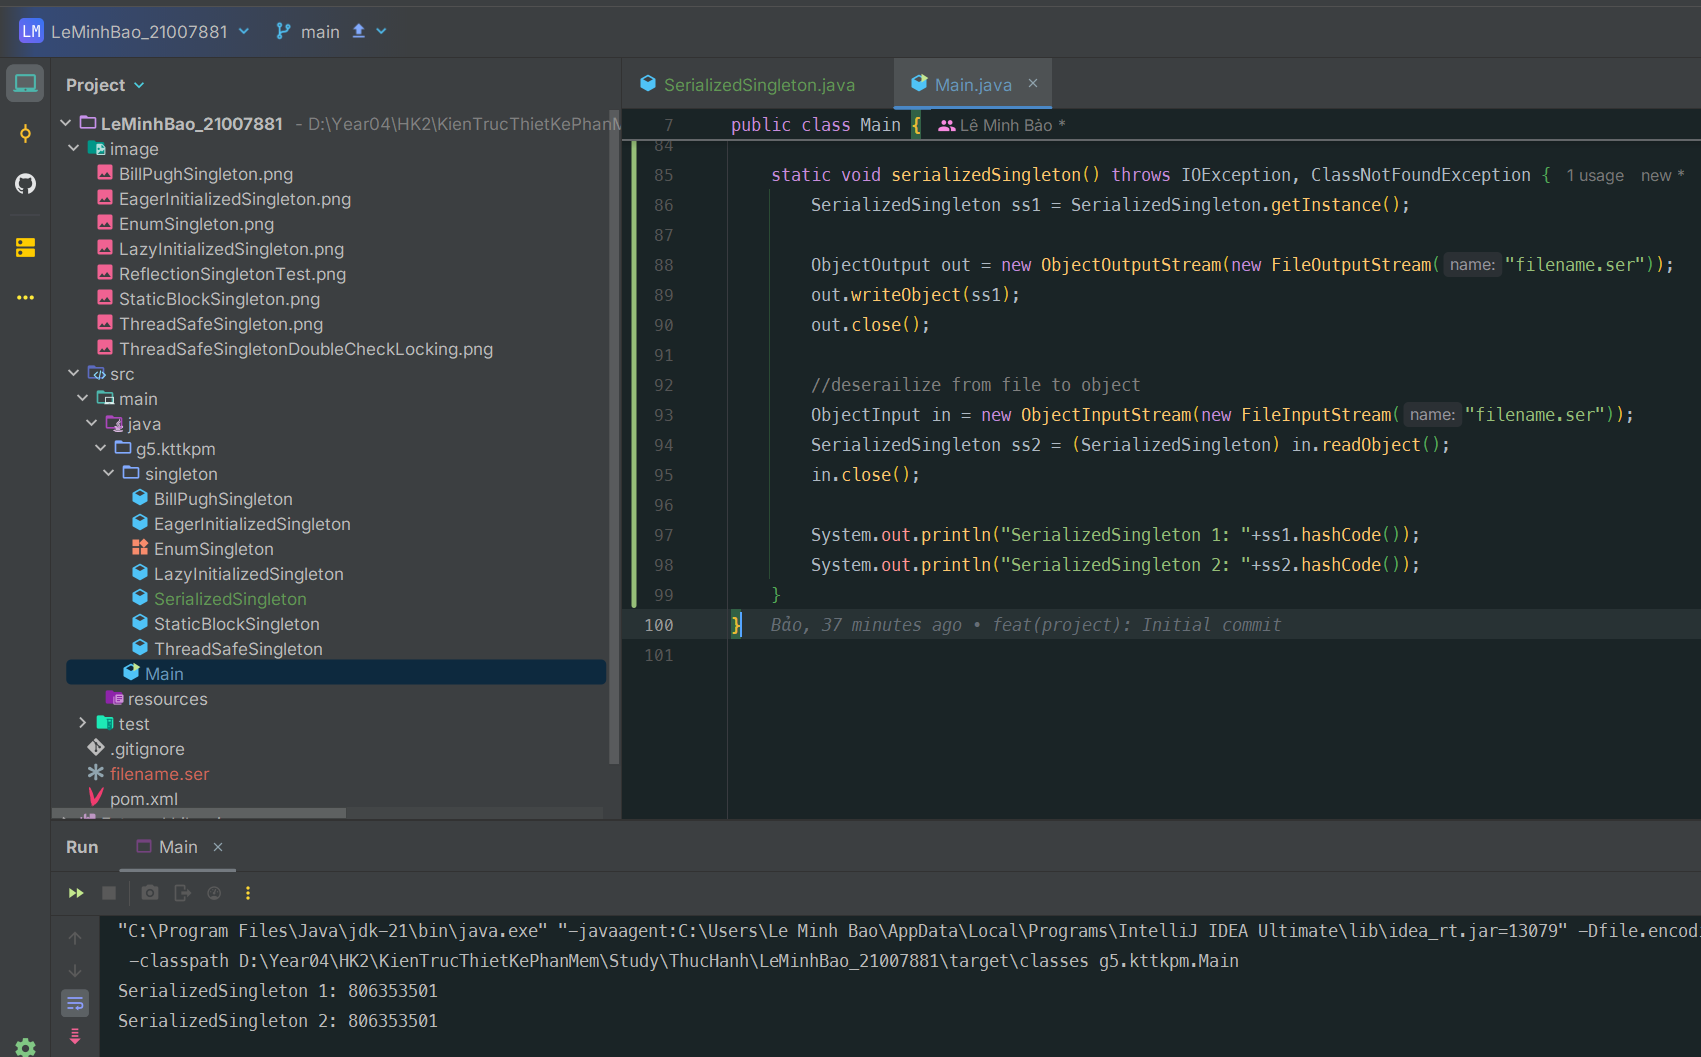 LM LeMinhBao_21007881 main
Project
SerializedSingleton.java
Main.java
LeMinhBao_21007881 - D:\Year04\HK2\KienTrucThietKePhanM
image
BillPughSingleton.png
EagerInitializedSingleton.png
EnumSingleton.png
LazyInitializedSingleton.png
ReflectionSingletonTest.png
StaticBlockSingleton.png
ThreadSafeSingleton.png
ThreadSafeSingletonDoubleCheckLocking.png
src
main
java
g5.kttkpm
singleton
BillPughSingleton
EagerInitializedSingleton
EnumSingleton
LazyInitializedSingleton
SerializedSingleton
StaticBlockSingleton
ThreadSafeSingleton
Main
resources
test
.gitignore
filename.ser
pom.xml
7 public class Main { Lê Minh Bảo *
84
85 static void serializedSingleton() throws IOException, ClassNotFoundException { 1 usage new *
86 SerializedSingleton ss1 = SerializedSingleton.getInstance();
87
88 ObjectOutput out = new ObjectOutputStream(new FileOutputStream( name: "filename.ser"));
89 out.writeObject(ss1);
90 out.close();
91
92 //deserailize from file to object
93 ObjectInput in = new ObjectInputStream(new FileInputStream( name: "filename.ser"));
94 SerializedSingleton ss2 = (SerializedSingleton) in.readObject();
95 in.close();
96
97 System.out.println("SerializedSingleton 1: "+ss1.hashCode());
98 System.out.println("SerializedSingleton 2: "+ss2.hashCode());
99 }
100 } Bảo, 37 minutes ago • feat(project): Initial commit
101
Run Main
"C:\Program Files\Java\jdk-21\bin\java.exe" "-javaagent:C:\Users\Le Minh Bao\AppData\Local\Programs\IntelliJ IDEA Ultimate\lib\idea_rt.jar=13079" -Dfile.encodi
-classpath D:\Year04\HK2\KienTrucThietKePhanMem\Study\ThucHanh\LeMinhBao_21007881\target\classes g5.kttkpm.Main
SerializedSingleton 1: 806353501
SerializedSingleton 2: 806353501